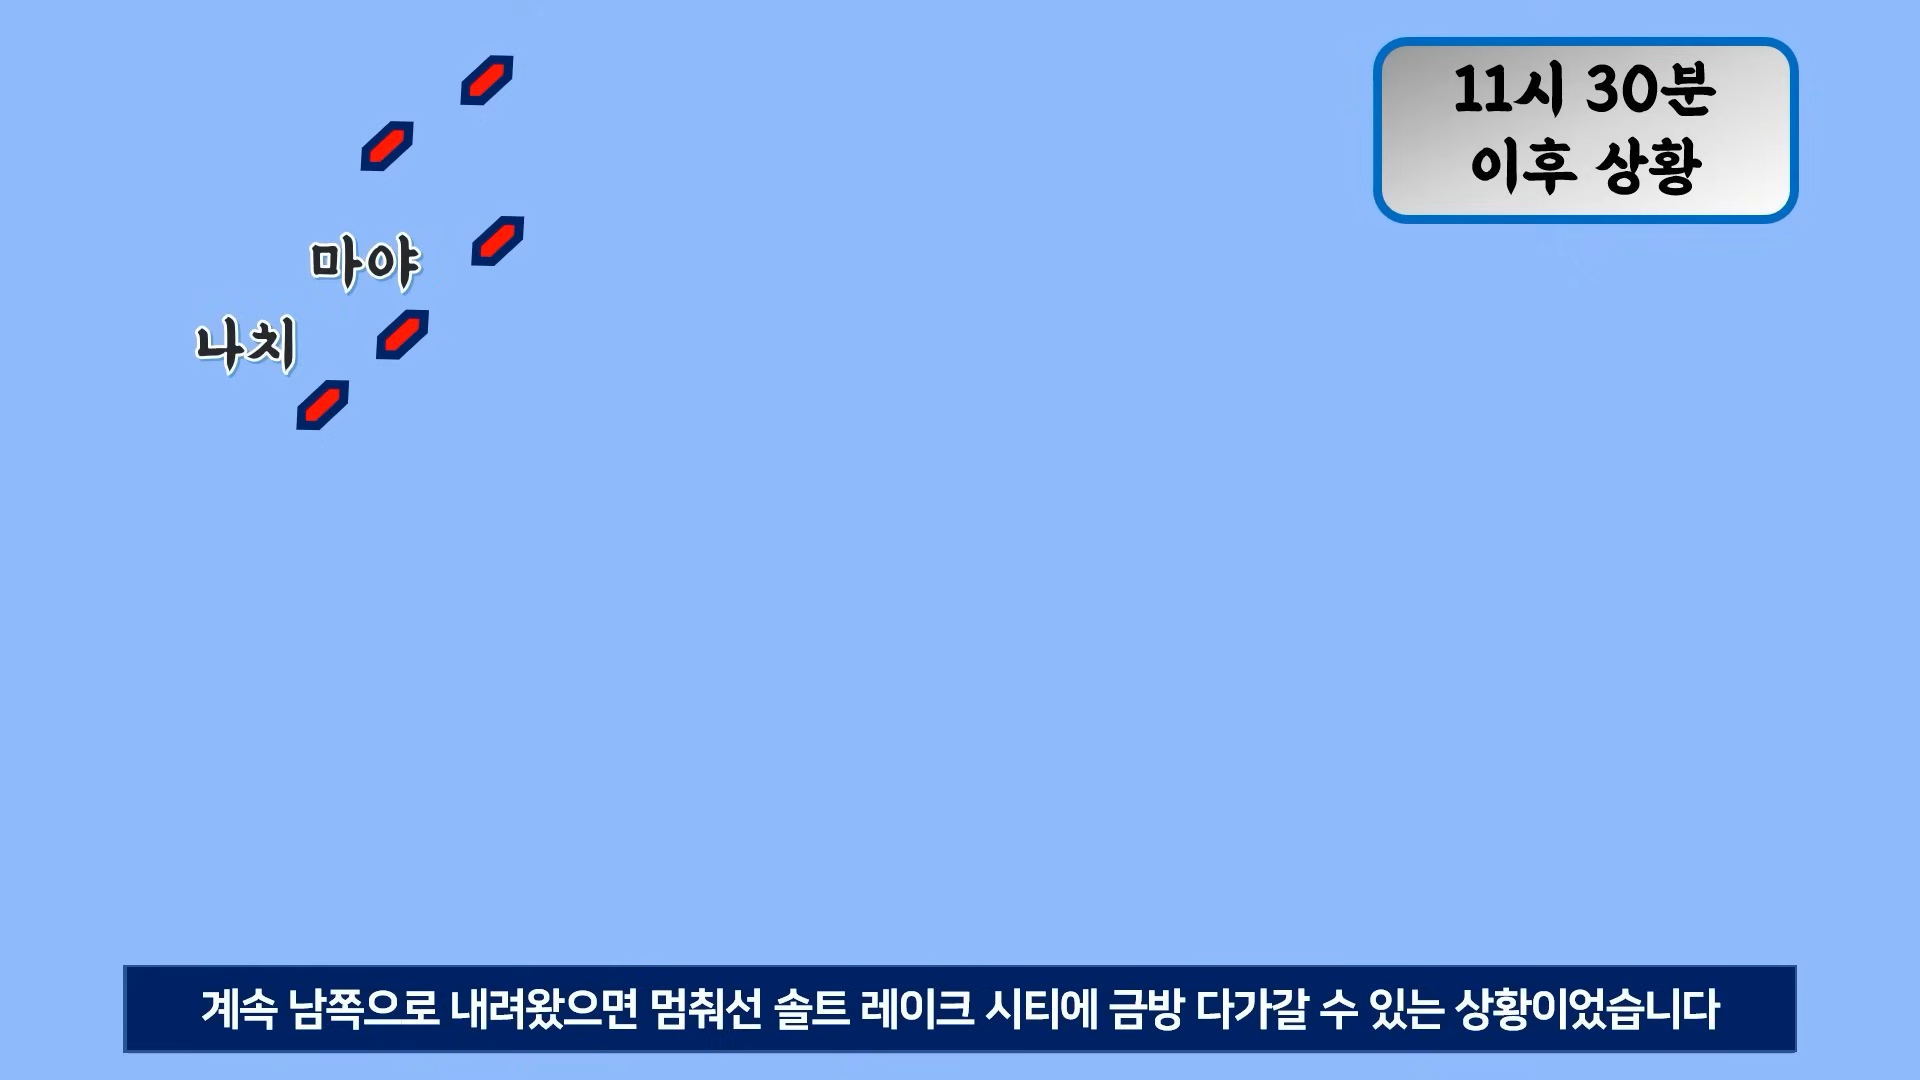 11시 30분
이후 상황
마야
나치
계속 남쪽으로 내려왔으면 멈춰선 솔트 레이크 시티에 금방 다가갈 수 있는 상황이었습니다